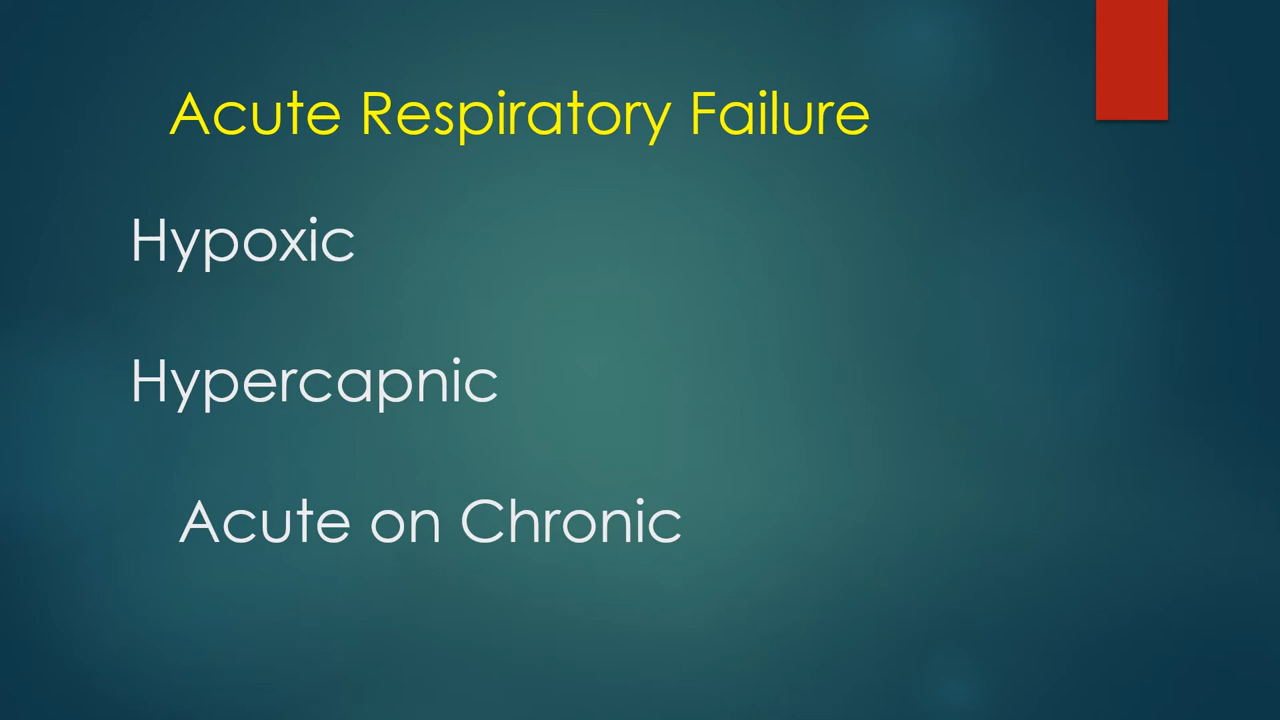 Acute Respiratory Failure
Hypoxic
Hypercapnic
Acute on Chronic